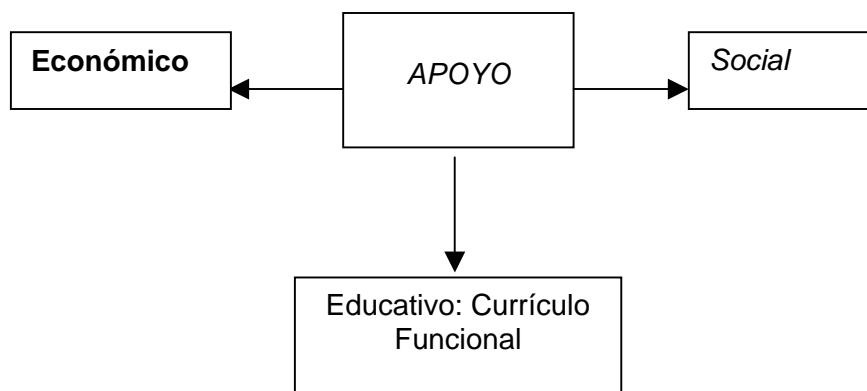 Económico
APOYO
Social
Educativo: Currículo
Funcional